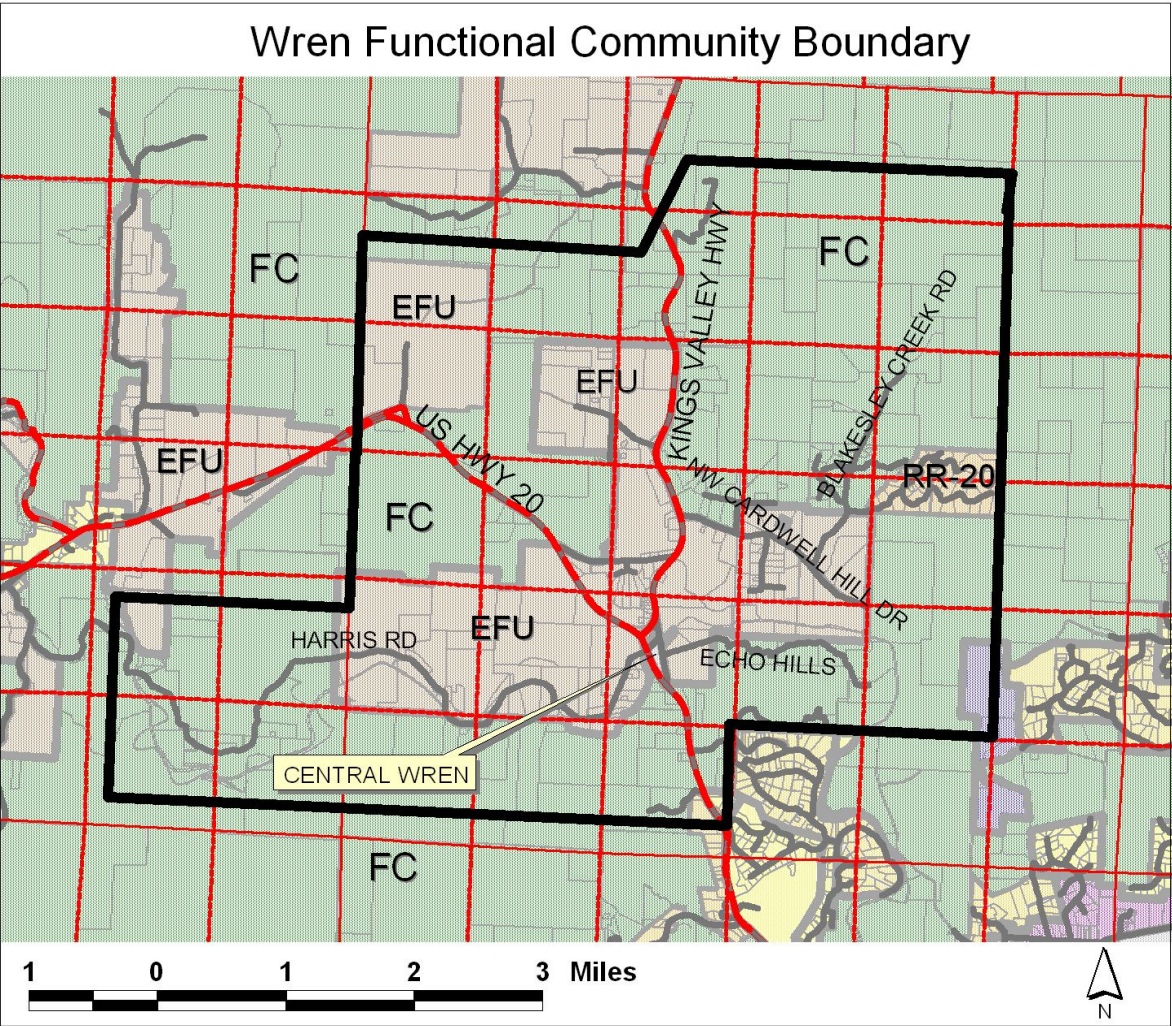 Wren Functional Community Boundary
FC
FC
EFU
KINGS VALLEY HWY
BLAKESLEY CREEK RD
EFU
US HWY 20
EFU
RR-20
NW CARDWELL HILL DR
FC
HARRIS RD
EFU
ECHO HILLS
CENTRAL WREN
FC
1 0 1 2 3 Miles
N